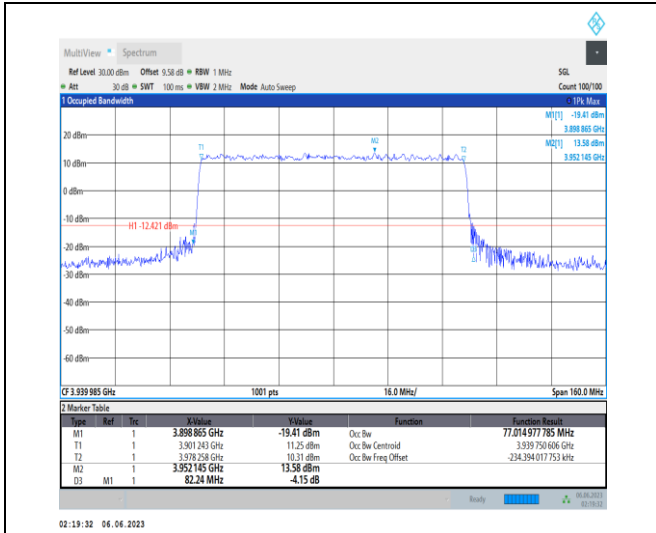 MultiView Spectrum
Ref Level 30.00 dBm Offset 9.58 dB RBW 1 MHz SGL
Att 30 dB SWT 100 ms VBW 2 MHz Mode Auto Sweep Count 100/100
1 Occupied Bandwidth 1Pk Max
M1[1] -19.41 dBm
3.898 865 GHz
M2[1] 13.58 dBm
3.952 145 GHz
20 dBm
M2
T1
T2
10 dBm
0 dBm
-10 dBm
H1 -12.421 dBm
M1
-20 dBm
-30 dBm
-40 dBm
-50 dBm
-60 dBm
CF 3.939 985 GHz 1001 pts 16.0 MHz/ Span 160.0 MHz
2 Marker Table
Type Ref Trc X-Value Y-Value Function Function Result
M1 1 3.898 865 GHz -19.41 dBm Occ Bw 77.014 977 785 MHz
T1 1 3.901 243 GHz 11.25 dBm Occ Bw Centroid 3.939 750 606 GHz
T2 1 3.978 258 GHz 10.31 dBm Occ Bw Freq Offset -234.394 017 753 kHz
M2 1 3.952 145 GHz 13.58 dBm
D3 M1 1 82.24 MHz -4.15 dB
Ready 06.06.2023
02:19:32
02:19:32 06.06.2023